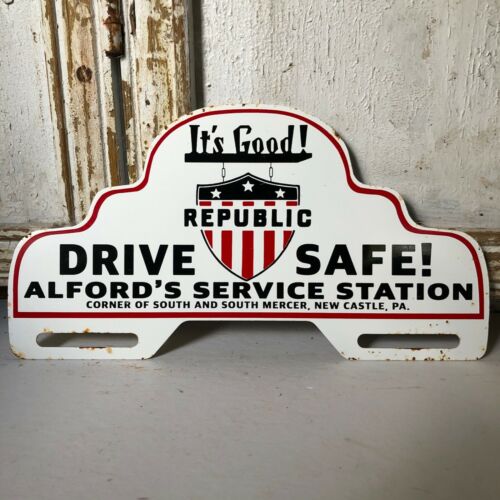 It's Good!
REPUBLIC
DRIVE SAFE!
ALFORD'S SERVICE STATION
CORNER OF SOUTH AND SOUTH MERCER, NEW CASTLE, PA.